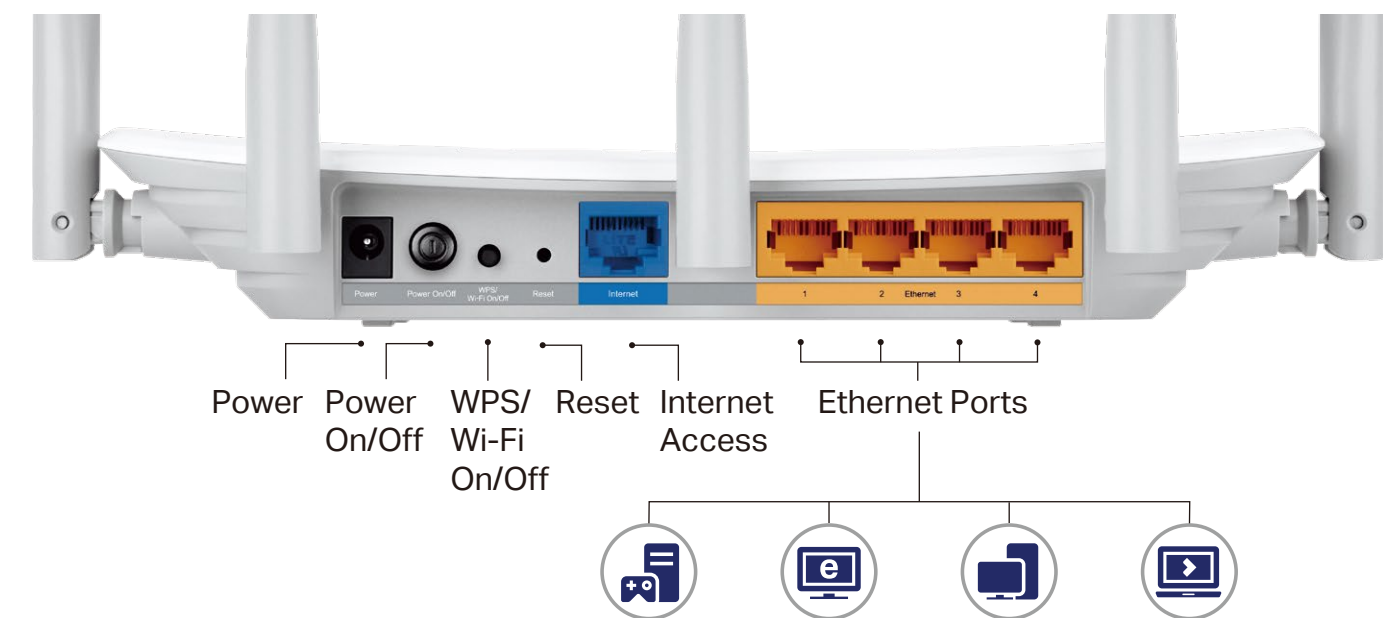 Power
Power On/Off
WPS/
Wi-Fi On/Off
Reset
Internet
1
2
Ethernet
3
4
Power
Power
On/Off
WPS/
Wi-Fi
On/Off
Reset
Internet
Access
Ethernet Ports
e